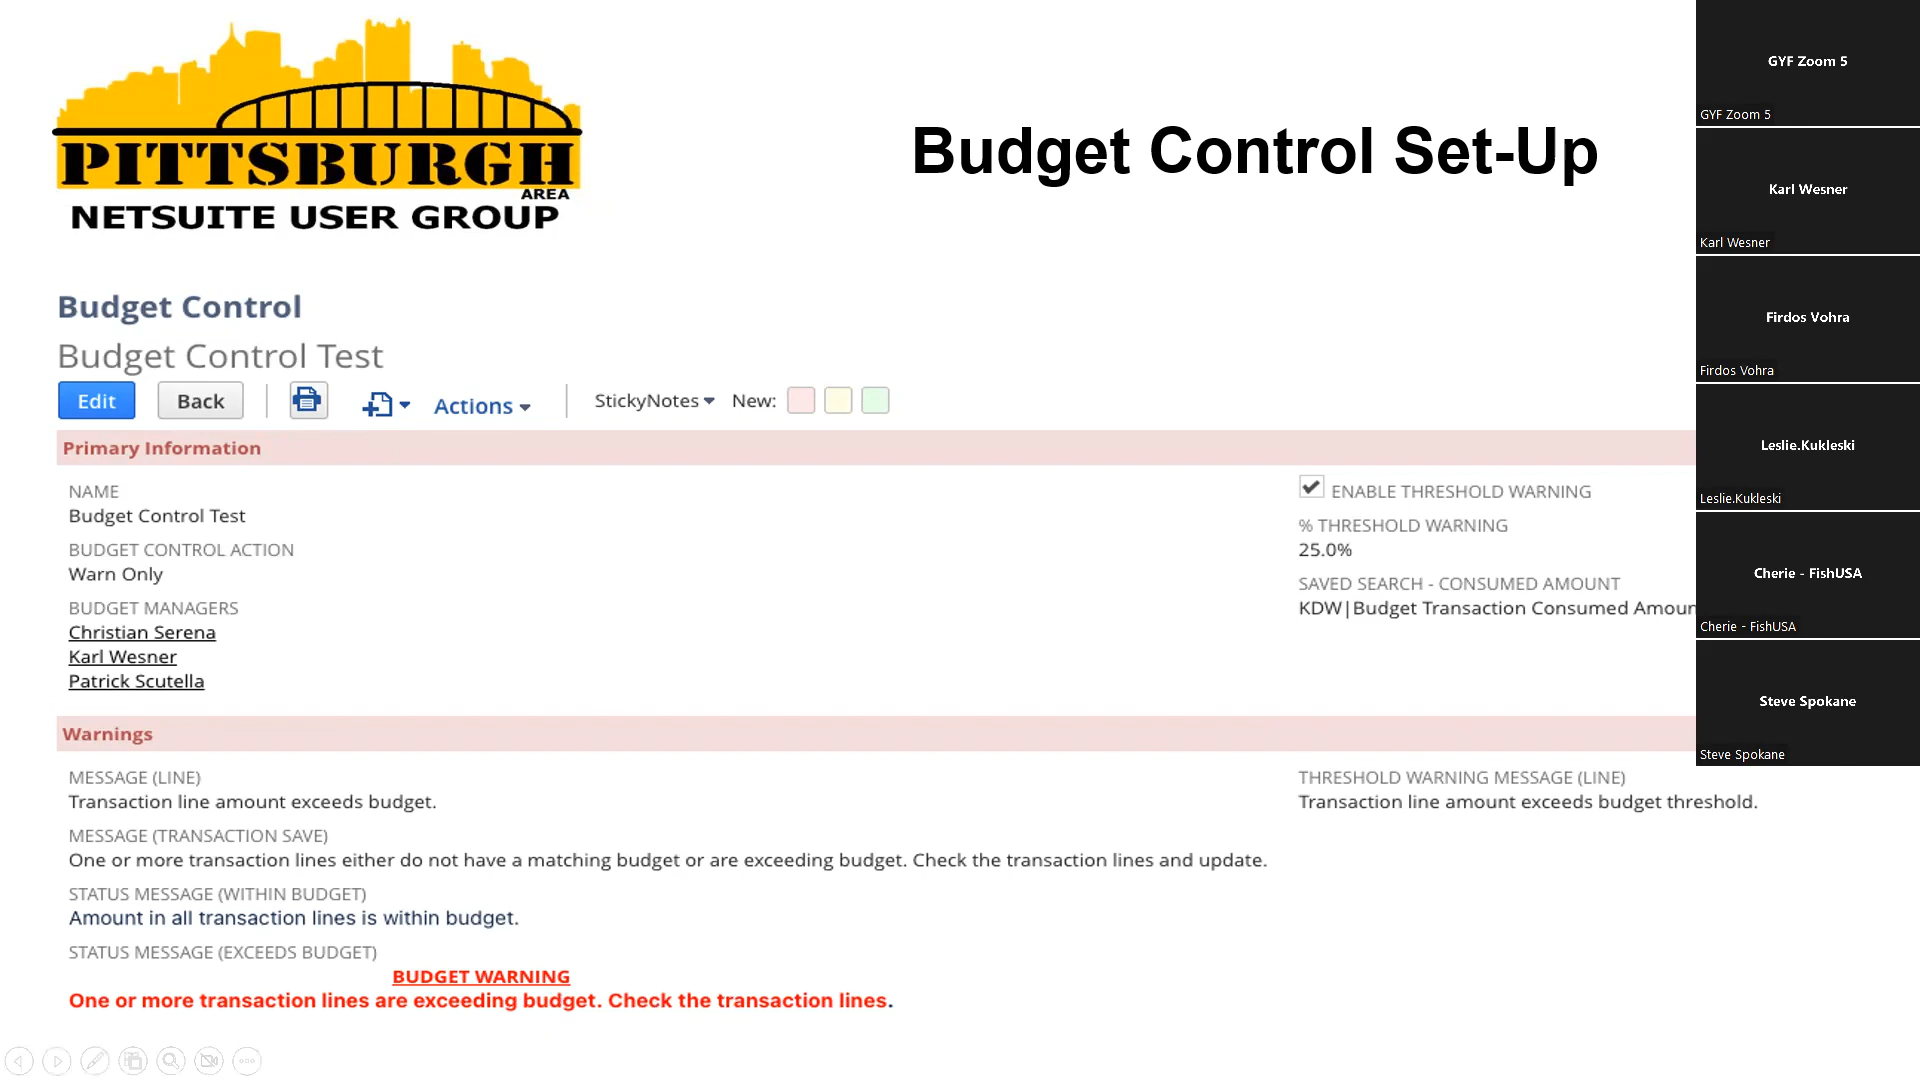 PITTSBURGH
AREA
NETSUITE USER GROUP
Budget Control Set-Up
Budget Control
Budget Control Test
Edit
Back
Actions
StickyNotes
New:
Primary Information
NAME
Budget Control Test
BUDGET CONTROL ACTION
Warn Only
BUDGET MANAGERS
Christian Serena
Karl Wesner
Patrick Scutella
ENABLE THRESHOLD WARNING
% THRESHOLD WARNING
25.0%
SAVED SEARCH - CONSUMED AMOUNT
KDW|Budget Transaction Consumed Amoun
Warnings
MESSAGE (LINE)
Transaction line amount exceeds budget.
MESSAGE (TRANSACTION SAVE)
One or more transaction lines either do not have a matching budget or are exceeding budget. Check the transaction lines and update.
STATUS MESSAGE (WITHIN BUDGET)
Amount in all transaction lines is within budget.
STATUS MESSAGE (EXCEEDS BUDGET)
BUDGET WARNING
One or more transaction lines are exceeding budget. Check the transaction lines.
THRESHOLD WARNING MESSAGE (LINE)
Transaction line amount exceeds budget threshold.
GYF Zoom 5
GYF Zoom 5
Karl Wesner
Karl Wesner
Firdos Vohra
Firdos Vohra
Leslie.Kukleski
Leslie.Kukleski
Cherie - FishUSA
Cherie - FishUSA
Steve Spokane
Steve Spokane